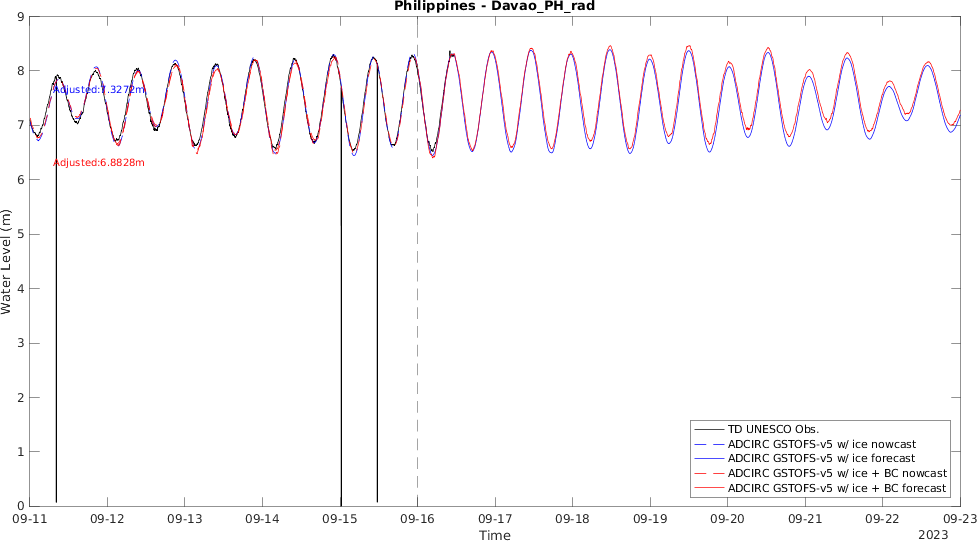 Philippines - Davao_PH_rad
9
8
7
6
5
4
3
2
1
0
Water Level (m)
Adjusted:7.3272m
Adjusted:6.8828m
TD UNESCO Obs.
ADCIRC GSTOFS-v5 w/ ice nowcast
ADCIRC GSTOFS-v5 w/ ice forecast
ADCIRC GSTOFS-v5 w/ ice + BC nowcast
ADCIRC GSTOFS-v5 w/ ice + BC forecast
09-11 09-12 09-13 09-14 09-15 09-16 09-17 09-18 09-19 09-20 09-21 09-22 09-23
Time
2023